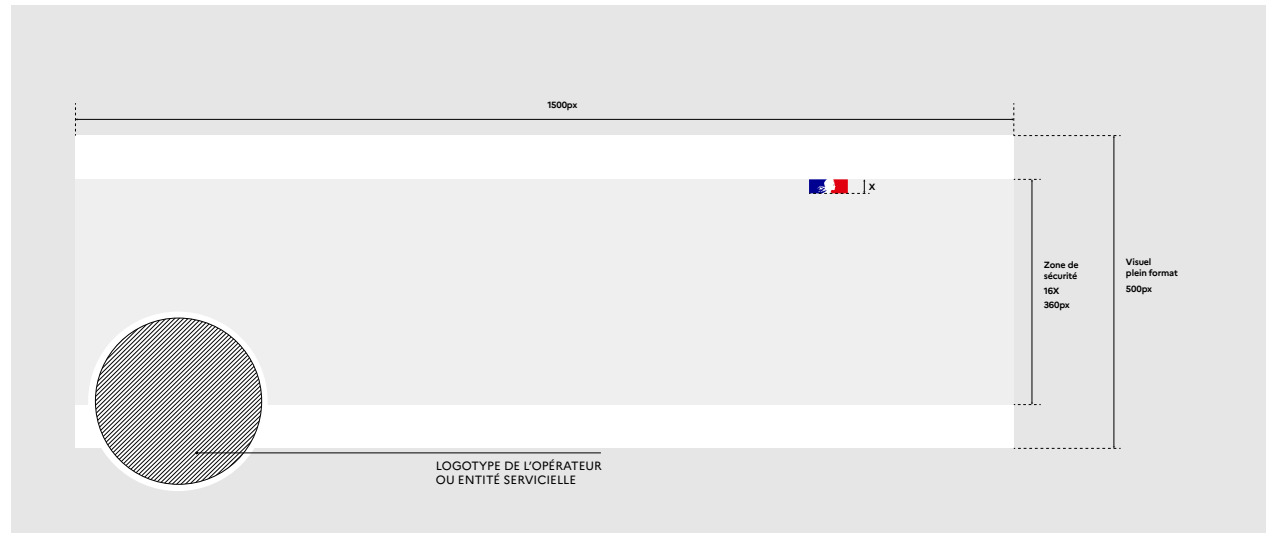 1500px
X
Zone de
sécurité
16X
360px
Visuel
plein format
500px
LOGOTYPE DE L'OPÉRATEUR
OU ENTITÉ SERVICIELLE